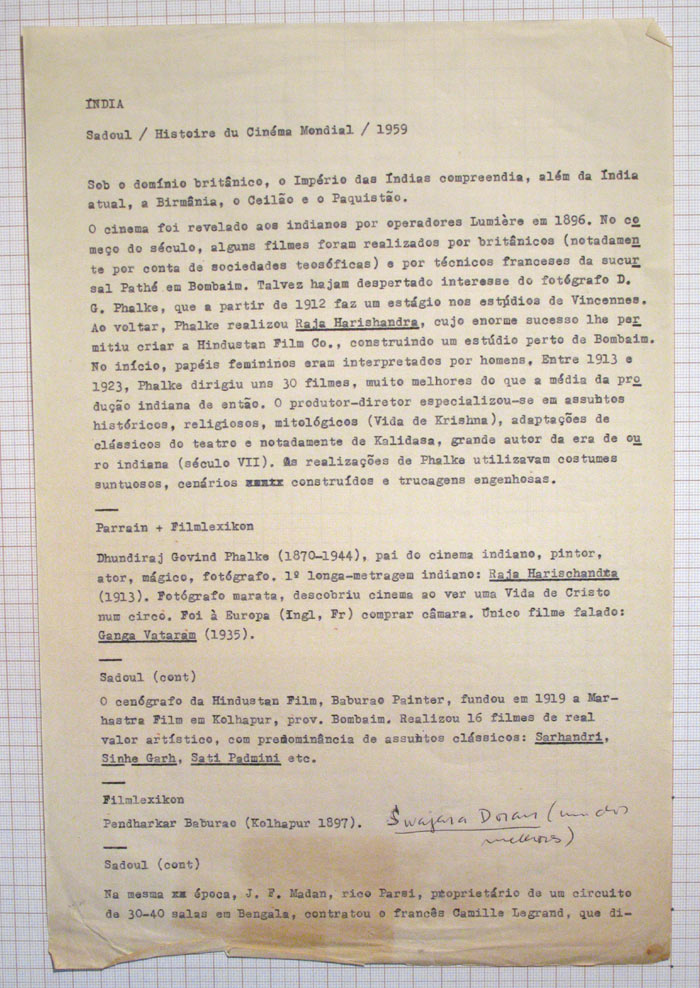 ÍNDIA
Sadoul / Histoire du Cinéma Mondial / 1959
Sob o domínio britânico, o Império das Índias compreendia, além da Índia
atual, a Birmânia, o Ceilão e o Paquistão.
O cinema foi revelado aos indianos por operadores Lumière em 1896. No co
meço do século, alguns filmes foram realizados por britânicos (notadamen
te por conta de sociedades teosóficas) e por técnicos franceses da sucur
sal Pathé em Bombaim. Talvez hajam despertado interesse do fotógrafo D.
G. Phalke, que a partir de 1912 faz um estágio nos estúdios de Vincennes.
Ao voltar, Phalke realizou Raja Harishandra, cujo enorme sucesso lhe per
mitiu criar a Hindustan Film Co., construindo um estúdio perto de Bombaim.
No início, papéis femininos eram interpretados por homens. Entre 1913 e
1923, Phalke dirigiu uns 30 filmes, muito melhores do que a média da pro
dução indiana de então. O produtor-diretor especializou-se em assuhtos
históricos, religiosos, mitológicos (Vida de Krishna), adaptações de
clássicos do teatro e notadamente de Kalidasa, grande autor da era de ou
ro indiana (século VII). As realizações de Phalke utilizavam costumes
suntuosos, cenários construídos e trucagens engenhosas.
Parrain + Filmlexikon
Dhundiraj Govind Phalke (1870-1944), pai do cinema indiano, pintor,
ator, mágico, fotógrafo. 1º longa-metragem indiano: Raja Harischandra
(1913). Fotógrafo marata, descobriu cinema ao ver uma Vida de Cristo
num circo. Foi à Europa (Ingl, Fr) comprar câmara. Único filme falado:
Ganga Vataram (1935).
Sadoul (cont)
O cenógrafo da Hindustan Film, Baburao Painter, fundou em 1919 a Mar-
hastra Film em Kolhapur, prov. Bombaim. Realizou 16 filmes de real
valor artístico, com predominância de assuhtos clássicos: Sarhandri,
Sinhe Garh, Sati Padmini etc.
Filmlexikon
Pendharkar Baburao (Kolhapur 1897). Swajara Doran (um dos
melhores)
Sadoul (cont)
Na mesma xx época, J. F. Madan, rico Parsi, proprietário de um circuito
de 30-40 salas em Bengala, contratou o francês Camille Legrand, que di-